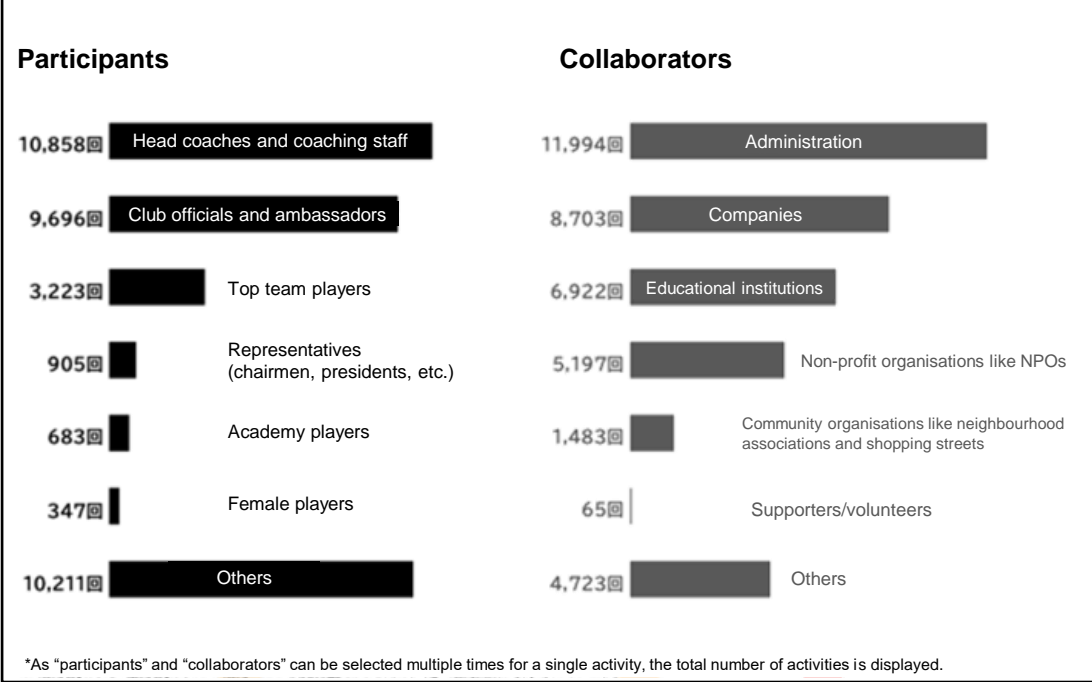 Participants
10,858回 Head coaches and coaching staff
9,696回 Club officials and ambassadors
3,223回 Top team players
905回 Representatives
(chairmen, presidents, etc.)
683回 Academy players
347回 Female players
10,211回 Others
Collaborators
11,994回 Administration
8,703回 Companies
6,922回 Educational institutions
5,197回 Non-profit organisations like NPOs
1,483回 Community organisations like neighbourhood
associations and shopping streets
65回 Supporters/volunteers
4,723回 Others
*As “participants” and “collaborators” can be selected multiple times for a single activity, the total number of activities is displayed.